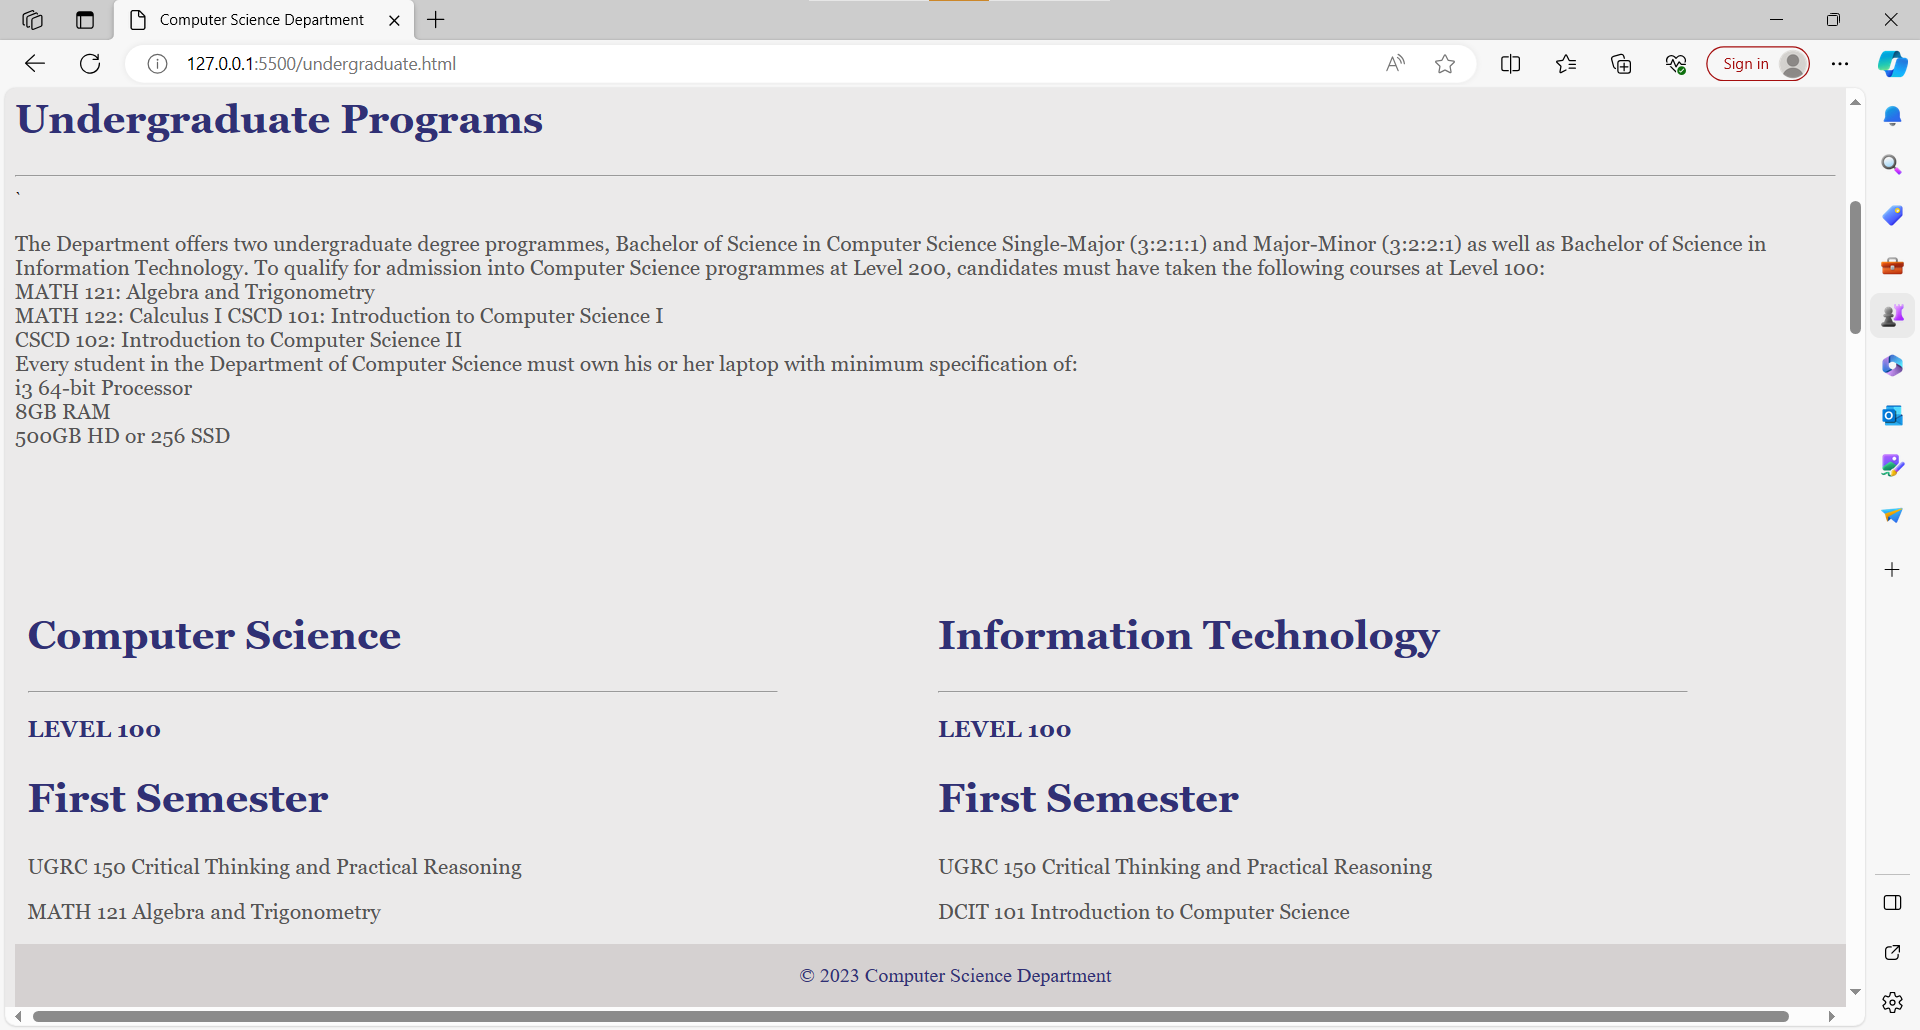 Computer Science Department
127.0.0.1:5500/undergraduate.html
Sign in
Undergraduate Programs
`
The Department offers two undergraduate degree programmes, Bachelor of Science in Computer Science Single-Major (3:2:1:1) and Major-Minor (3:2:2:1) as well as Bachelor of Science in
Information Technology. To qualify for admission into Computer Science programmes at Level 200, candidates must have taken the following courses at Level 100:
MATH 121: Algebra and Trigonometry
MATH 122: Calculus I CSCD 101: Introduction to Computer Science I
CSCD 102: Introduction to Computer Science II
Every student in the Department of Computer Science must own his or her laptop with minimum specification of:
i3 64-bit Processor
8GB RAM
500GB HD or 256 SSD
Computer Science
LEVEL 100
First Semester
UGRC 150 Critical Thinking and Practical Reasoning
MATH 121 Algebra and Trigonometry
Information Technology
LEVEL 100
First Semester
UGRC 150 Critical Thinking and Practical Reasoning
DCIT 101 Introduction to Computer Science
© 2023 Computer Science Department